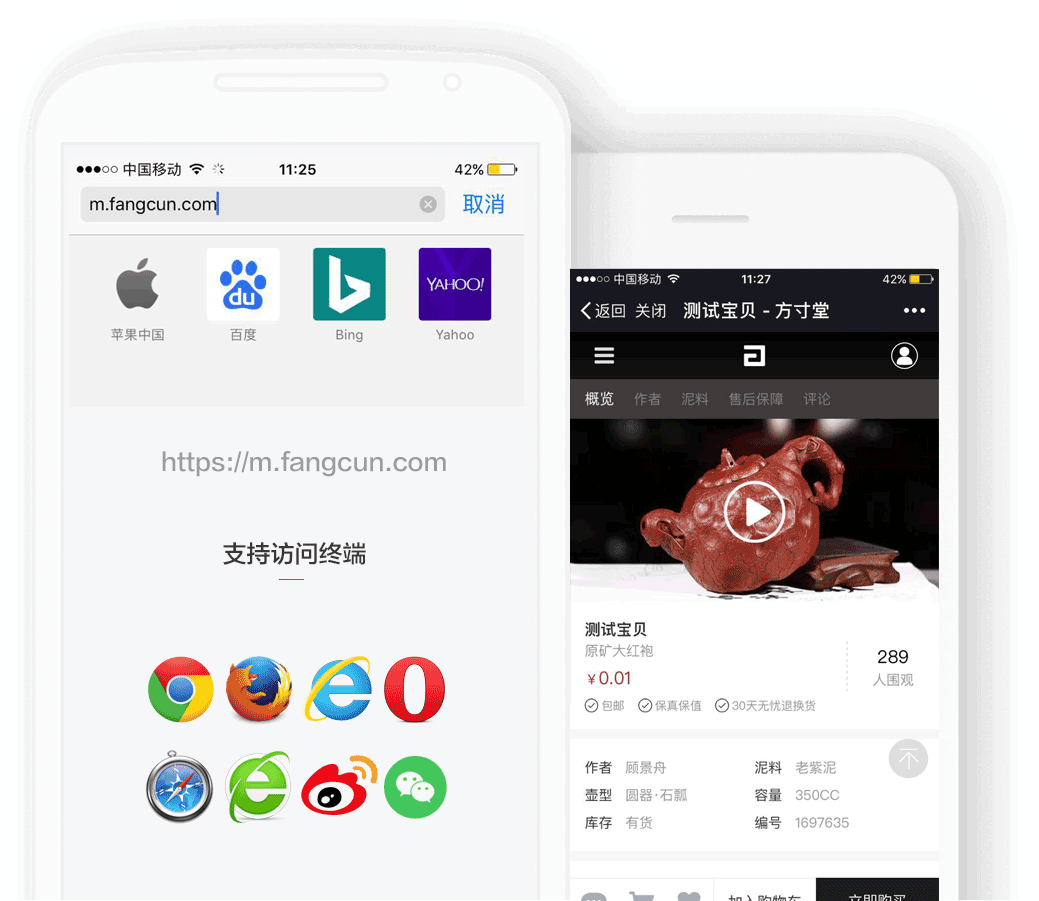 中国移动 11:25 42%
m.fangcun.com 取消
du
YAHOO!
苹果中国 百度 Bing Yahoo
https://m.fangcun.com
支持访问终端
中国移动 11:27 42%
返回 关闭 测试宝贝 - 方寸堂
概览 作者 泥料 售后保障 评论
测试宝贝
原矿大红袍
¥0.01
289
人围观
包邮 保真保值 30天无忧退换货
作者 顾景舟 泥料 老紫泥
壶型 圆器·石瓢 容量 350CC
库存 有货 编号 1697635
加入购物车 立即购买